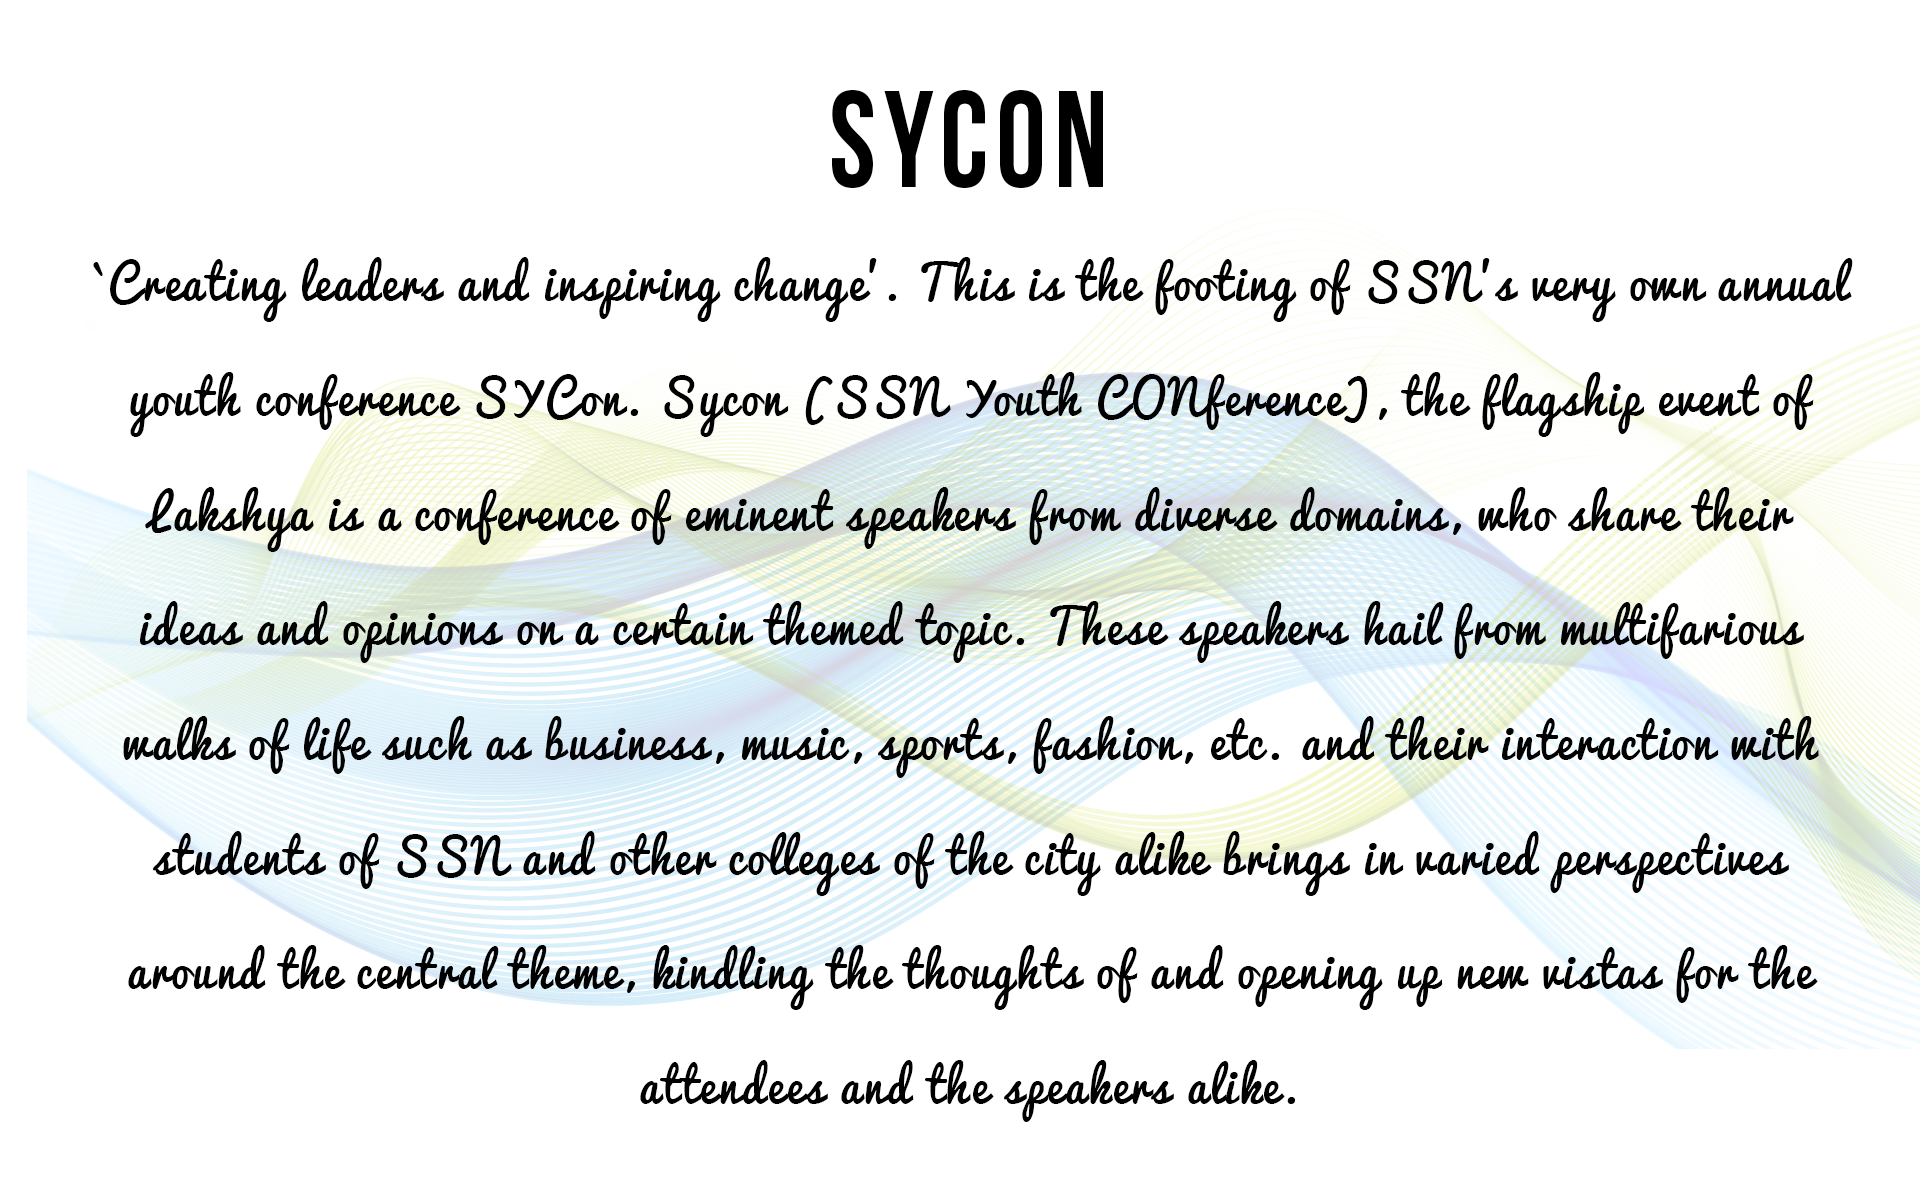 SYCON
`Creating leaders and inspiring change'. This is the footing of SSN's very own annual
youth conference SYCon. Sycon (SSN Youth CONference), the flagship event of
Lakshya is a conference of eminent speakers from diverse domains, who share their
ideas and opinions on a certain themed topic. These speakers hail from multifarious
walks of life such as business, music, sports, fashion, etc. and their interaction with
students of SSN and other colleges of the city alike brings in varied perspectives
around the central theme, kindling the thoughts of and opening up new vistas for the
attendees and the speakers alike.